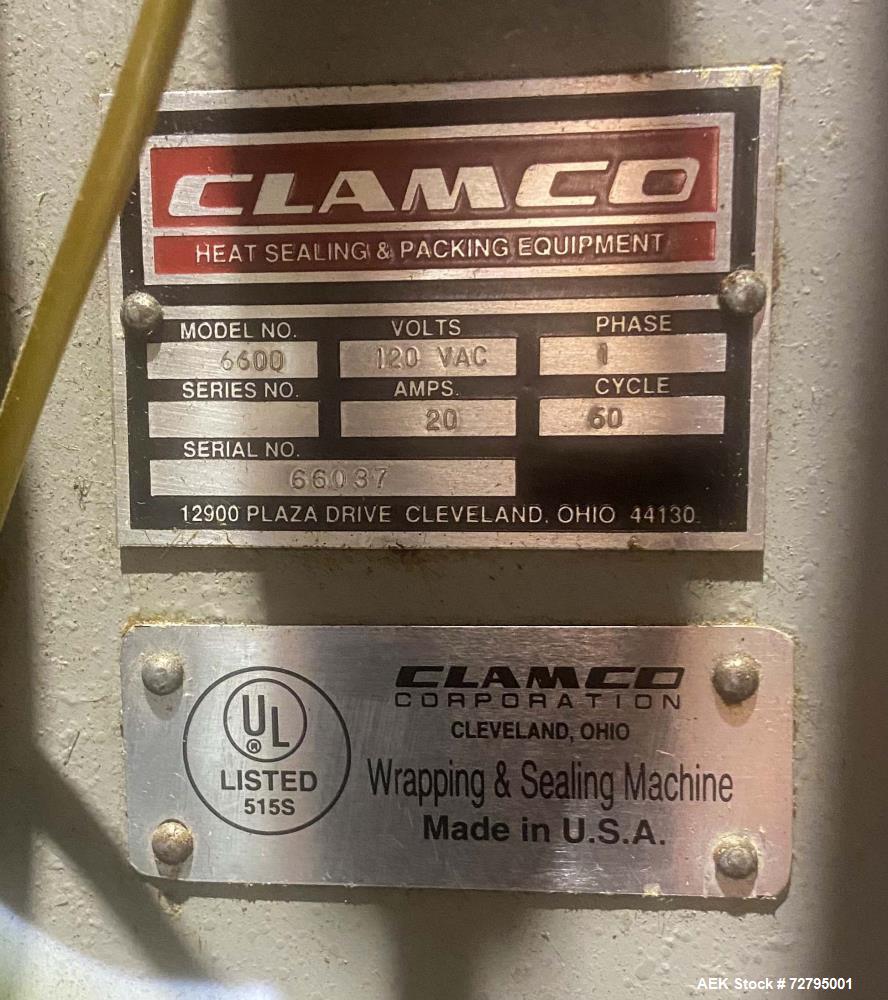 CLAMCO
HEAT SEALING & PACKING EQUIPMENT
MODEL NO. VOLTS PHASE
6600 120 VAC 1
SERIES NO. AMPS. CYCLE
20 60
SERIAL NO.
66037
12900 PLAZA DRIVE CLEVELAND, OHIO 44130
UL
®
LISTED
515S
CLAMCO
CORPORATION
CLEVELAND, OHIO
Wrapping & Sealing Machine
Made in U.S.A.
AEK Stock # 72795001